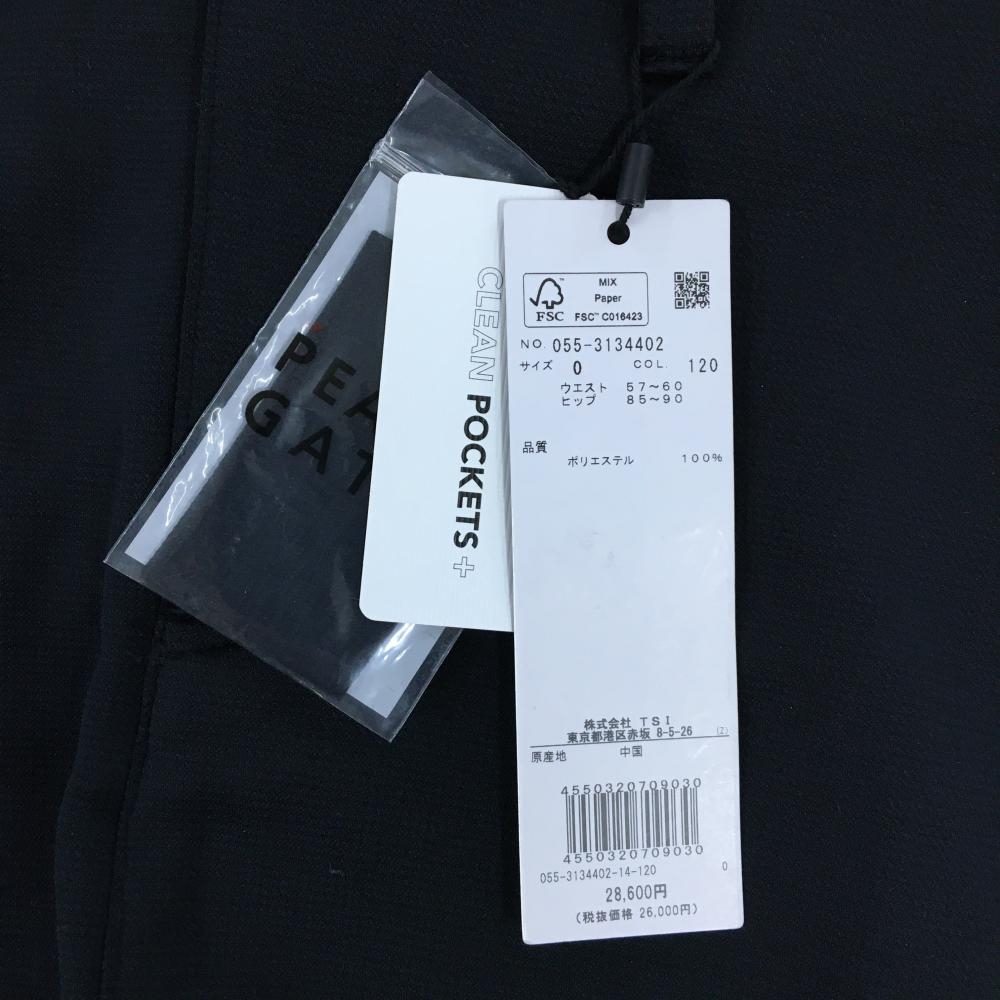 PEA
GAT
CLEAN POCKETS+
MIX
Paper
FSC™ C016423
FSC
NO. 055-3134402
サイズ 0 COL. 120
ウエスト 57〜60
ヒップ 85〜90
品質
ポリエステル 100%
株式会社 TSI
東京都港区赤坂 8-5-26 (Z)
原産地 中国
4550320709030
4550320709030
055-3134402-14-120 0
28,600円
(税抜価格 26,000円)